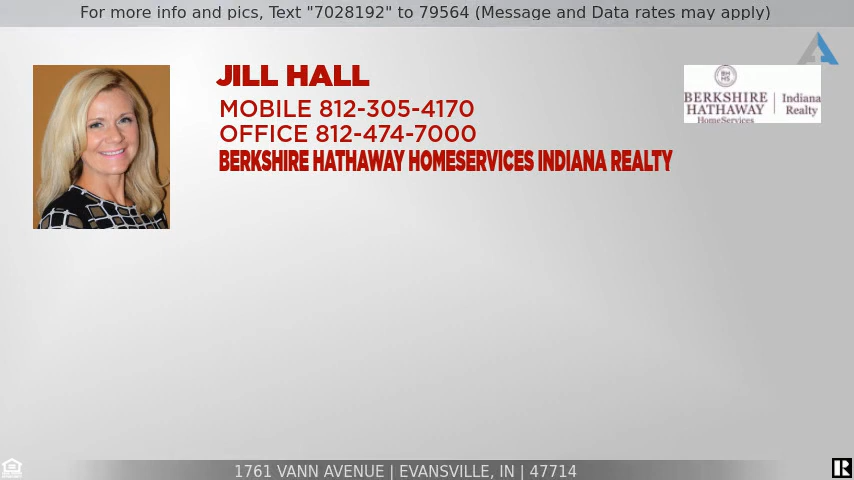 For more info and pics, Text "7028192" to 79564 (Message and Data rates may apply)
JILL HALL
MOBILE 812-305-4170
OFFICE 812-474-7000
BERKSHIRE HATHAWAY HOMESERVICES INDIANA REALTY
BH
HS
BERKSHIRE
HATHAWAY
HomeServices
Indiana
Realty
1761 VANN AVENUE | EVANSVILLE, IN | 47714